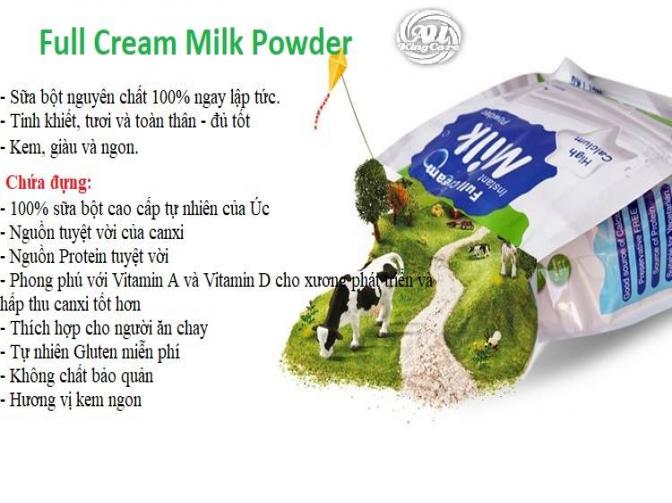 Full Cream Milk Powder
Ali
KingCare
- Sữa bột nguyên chất 100% ngay lập tức.
- Tinh khiết, tươi và toàn thân - đủ tốt
- Kem, giàu và ngon.
Chứa đựng:
- 100% sữa bột cao cấp tự nhiên của Úc
- Nguồn tuyệt vời của canxi
- Nguồn Protein tuyệt vời
- Phong phú với Vitamin A và Vitamin D cho xương phát triển và
hấp thu canxi tốt hơn
- Thích hợp cho người ăn chay
- Tự nhiên Gluten miễn phí
- Không chất bảo quản
- Hương vị kem ngon
Instant
Full Cream
Milk
Powder
High
Calcium
Good source of Calcium
Preservative FREE
Source of Protein
Vegetarian